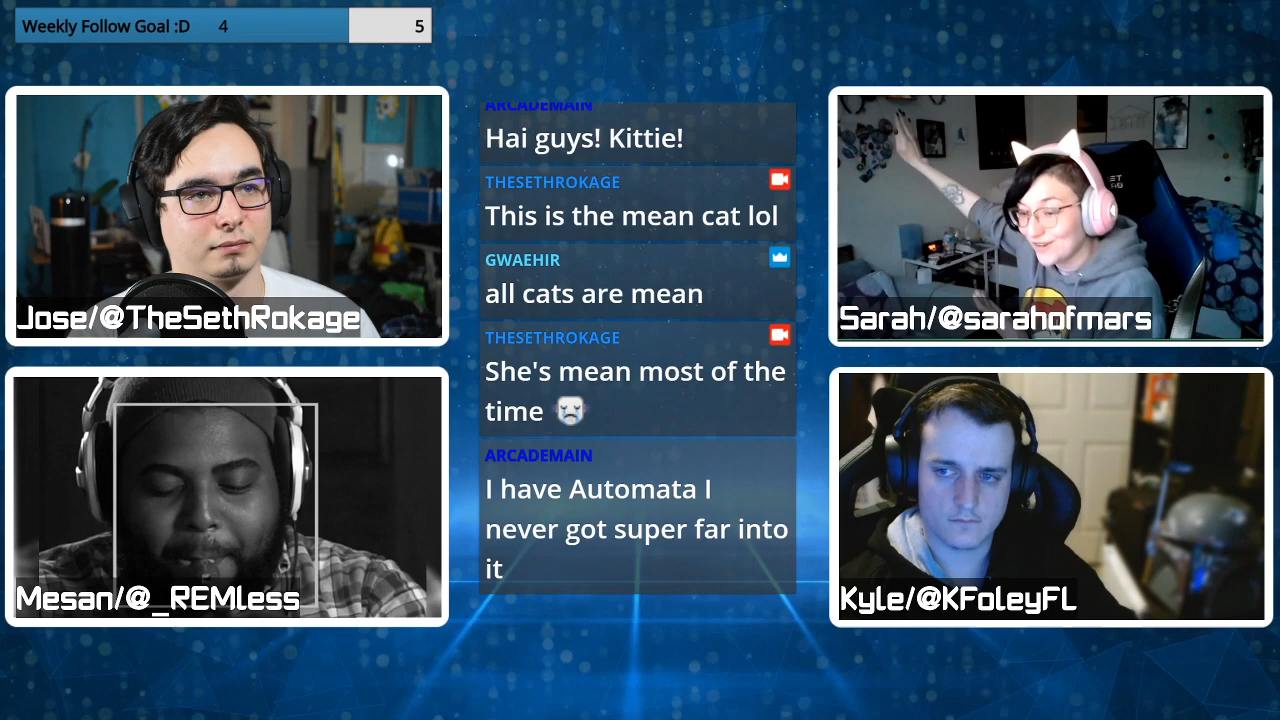 Weekly Follow Goal :D 4 5
ARCADEMAIN
Hai guys! Kittie!
THESETHROKAGE
This is the mean cat lol
GWAEHIR
all cats are mean
THESETHROKAGE
She's mean most of the
time
ARCADEMAIN
I have Automata I
never got super far into
it
Jose/@TheSethRokage
Sarah/@sarahofmars
Mesan/@_REMless
Kyle/@KFoleyFL